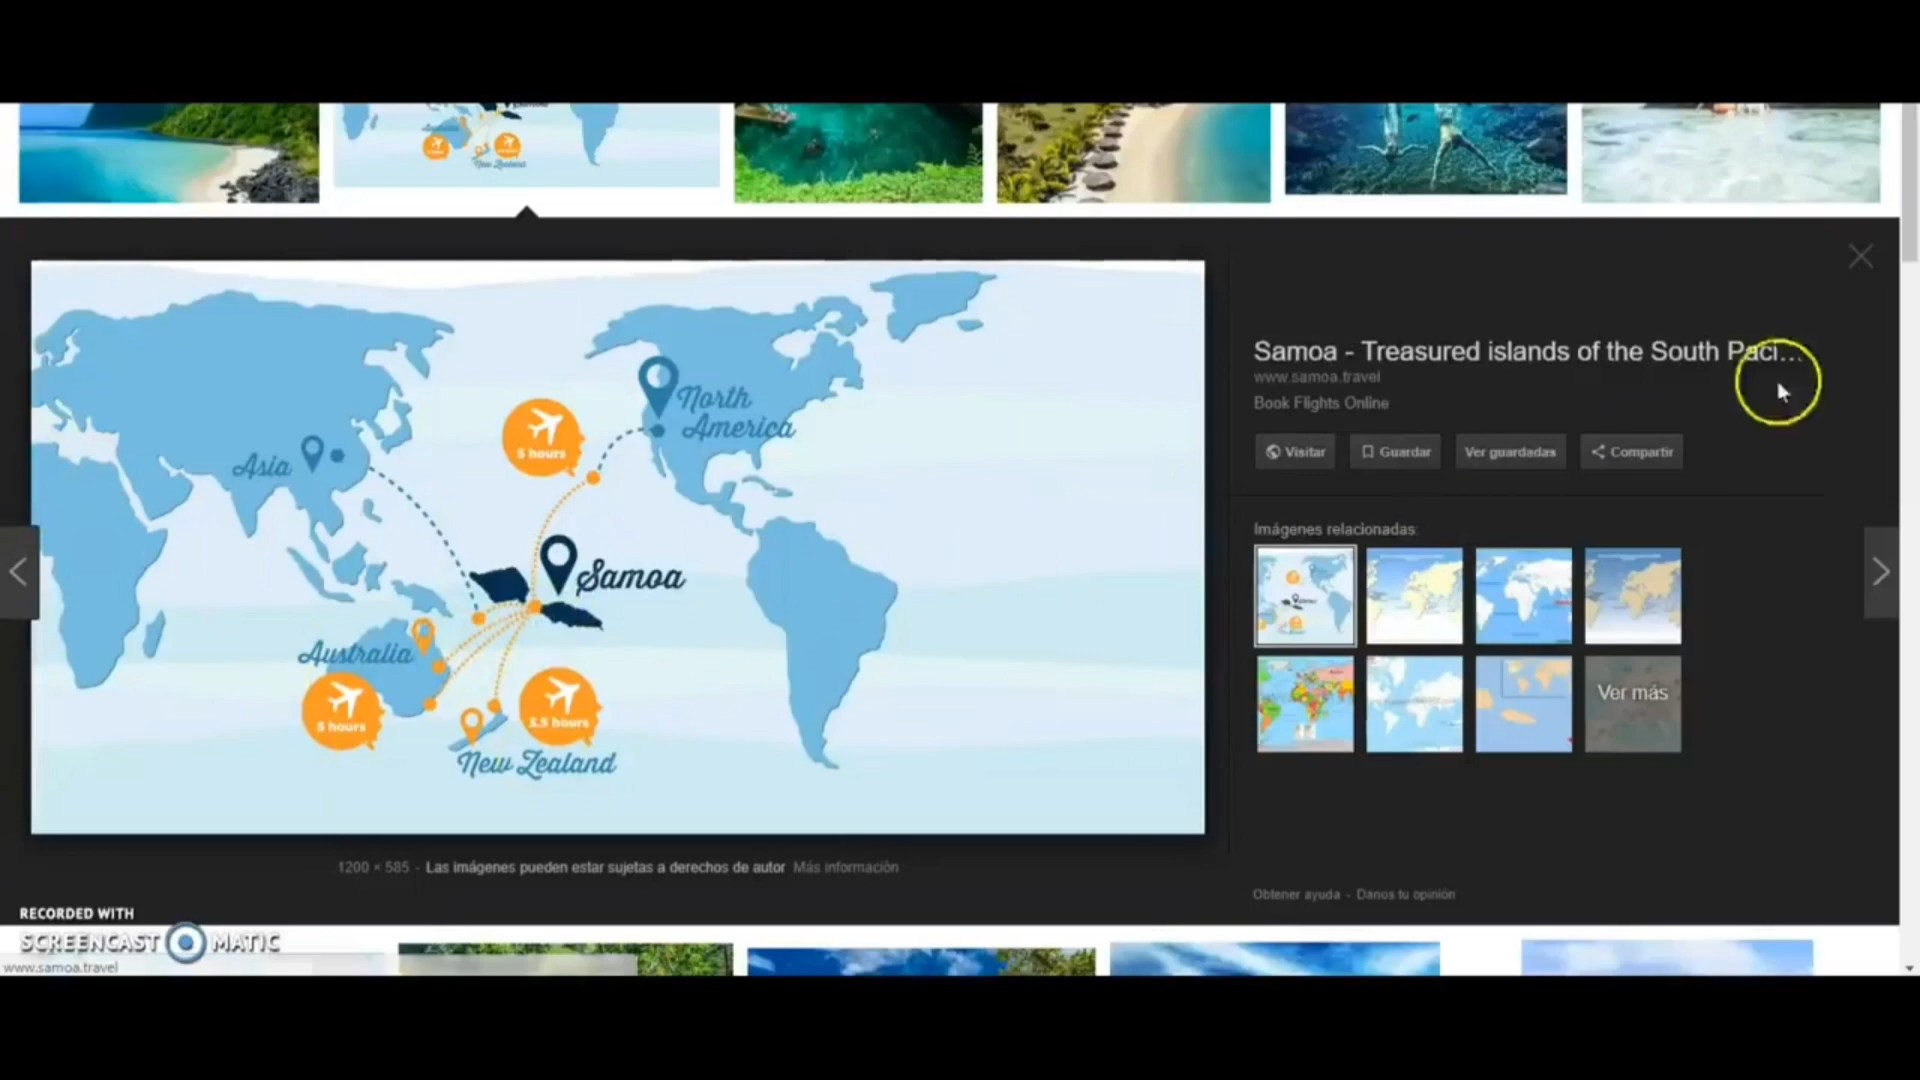 New Zealand
North
America
5 hours
Asia
Samoa
Australia
5 hours
3.5 hours
New Zealand
Samoa - Treasured islands of the South Paci...
www.samoa.travel
Book Flights Online
Visitar
Guardar
Ver guardadas
Compartir
Imágenes relacionadas:
Ver más
1200 × 585 - Las imágenes pueden estar sujetas a derechos de autor Más información
Obtener ayuda - Danos tu opinión
RECORDED WITH
SCREENCAST MATIC
www.samoa.travel